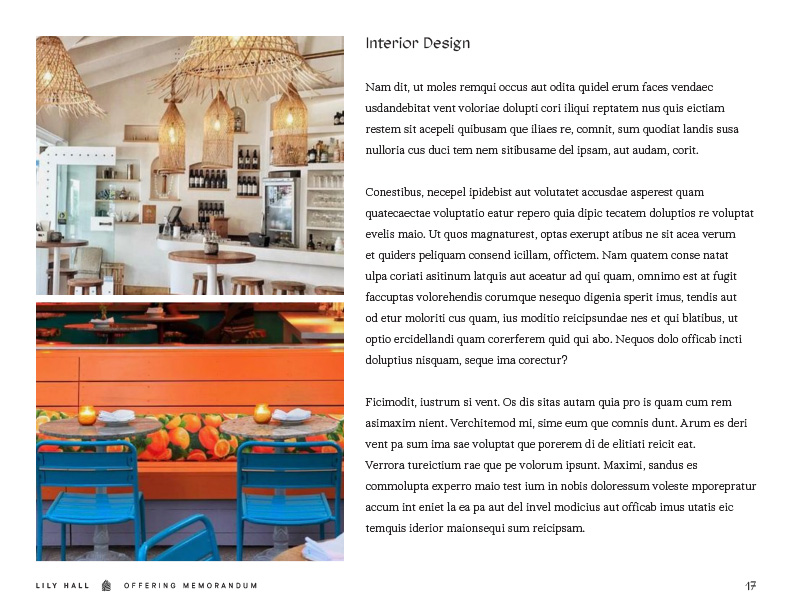 Interior Design
Nam dit, ut moles remqui occus aut odita quidel erum faces vendaec
usdandebitat vent voloriae dolupti cori iliqui reptatem nus quis eictiam
restem sit acepeli quibusam que iliaes re, comnit, sum quodiat landis susa
nulloria cus duci tem nem sitibusame del ipsam, aut audam, corit.
Conestibus, necepel ipidebist aut volutatet accusdae asperest quam
quatecaectae voluptatio eatur repero quia dipic tecatem doluptios re voluptat
evelis maio. Ut quos magnaturest, optas exerupt atibus ne sit acea verum
et quiders peliquam consend icillam, offictem. Nam quatem conse natat
ulpa coriati asitinum latquis aut aceatur ad qui quam, omnimo est at fugit
faccuptas volorehendis corumque nesequo digenia sperit imus, tendis aut
od etur moloriti cus quam, ius moditio reicipsundae nes et qui blatibus, ut
optio ercidellandi quam corerferem quid qui abo. Nequos dolo officab incti
doluptius nisquam, seque ima corectur?
Ficimodit, iustrum si vent. Os dis sitas autam quia pro is quam cum rem
asimaxim nient. Verchitemod mi, sime eum que comnis dunt. Arum es deri
vent pa sum ima sae voluptat que porerem di de elitiati reicit eat.
Verrora tureictium rae que pe volorum ipsunt. Maximi, sandus es
commolupta experro maio test ium in nobis doloressum voleste mporepratur
accum int eniet la ea pa aut del invel modicius aut officab imus utatis eic
temquis iderior maionsequi sum reicipsam.
LILY HALL OFFERING MEMORANDUM
17